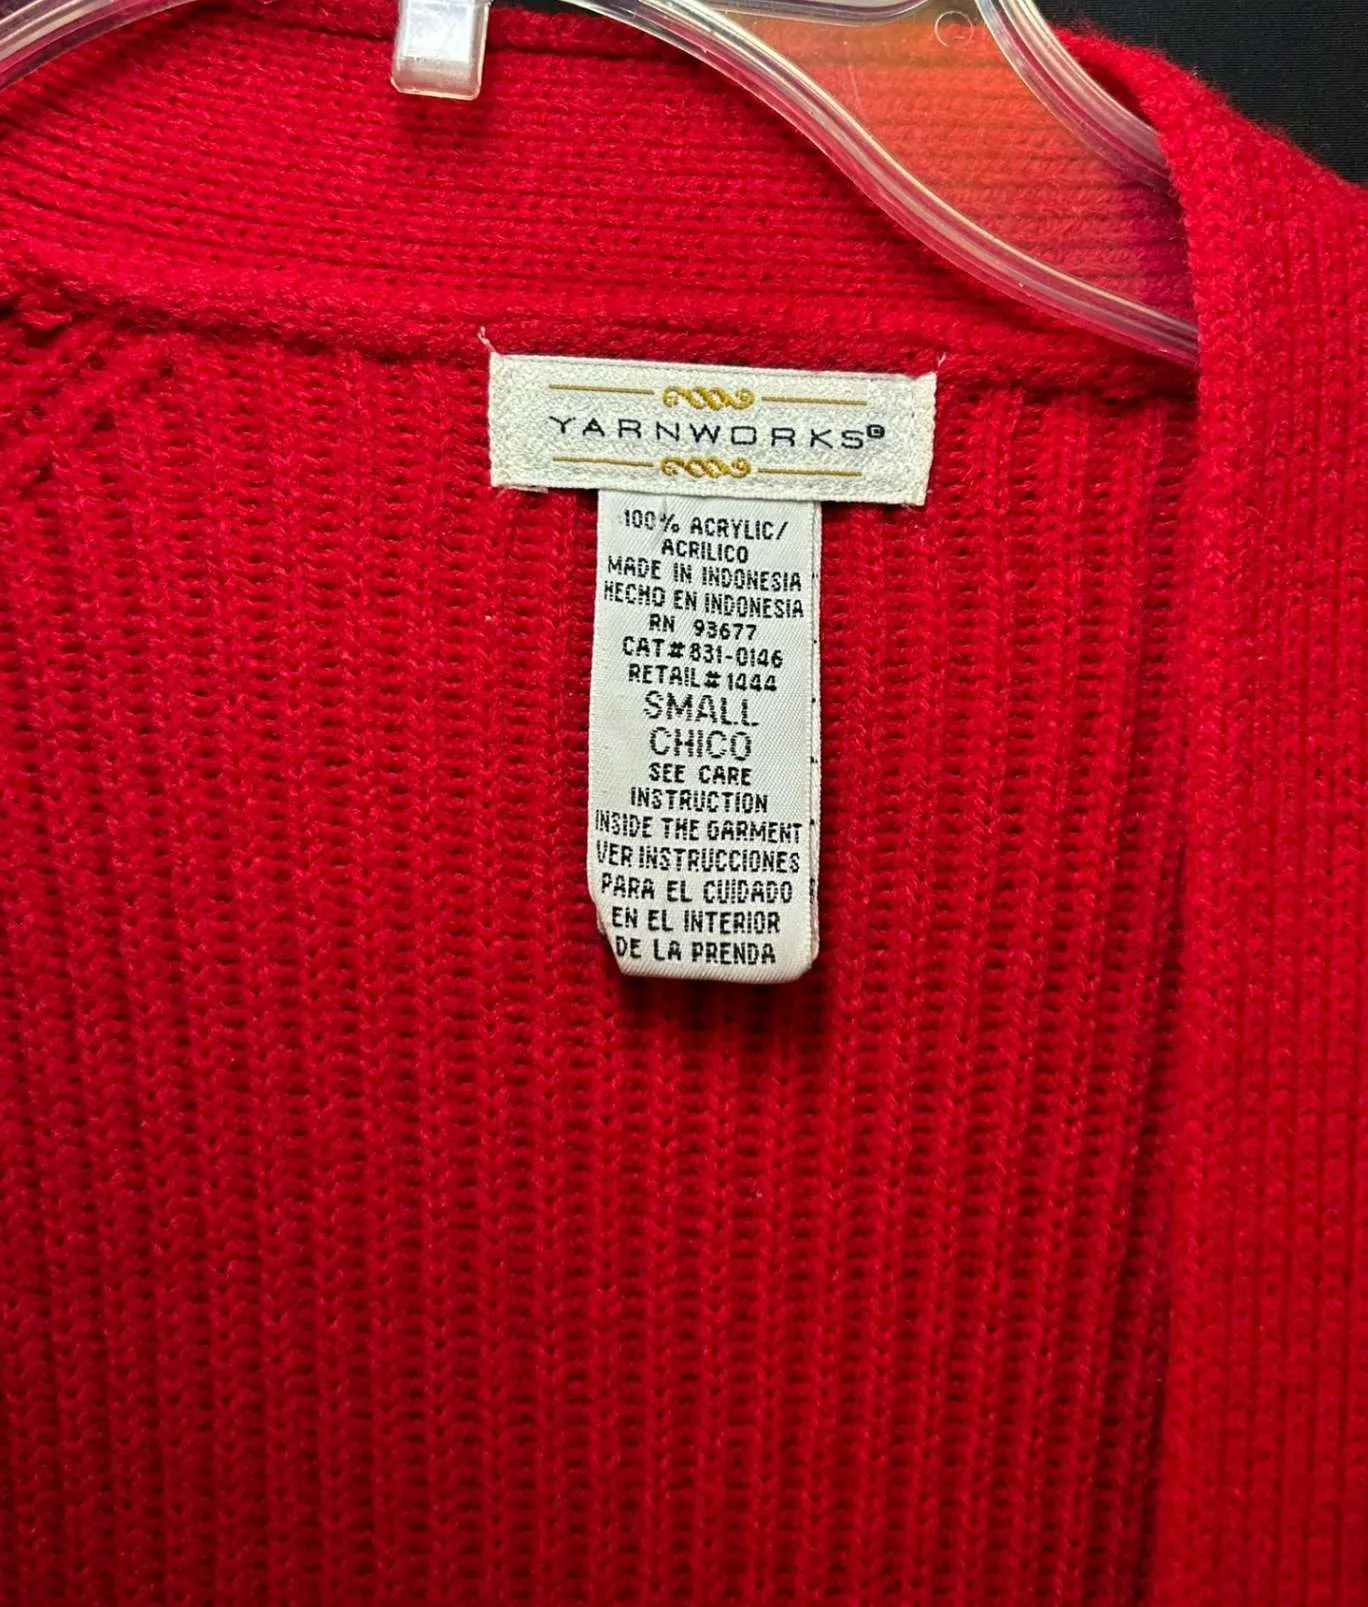 YARNWORKS©
100% ACRYLIC/
ACRILICO
MADE IN INDONESIA
HECHO EN INDONESIA
RN 93677
CAT#831-0146
RETAIL#1444
SMALL
CHICO
SEE CARE
INSTRUCTION
INSIDE THE GARMENT
VER INSTRUCCIONES
PARA EL CUIDADO
EN EL INTERIOR
DE LA PRENDA